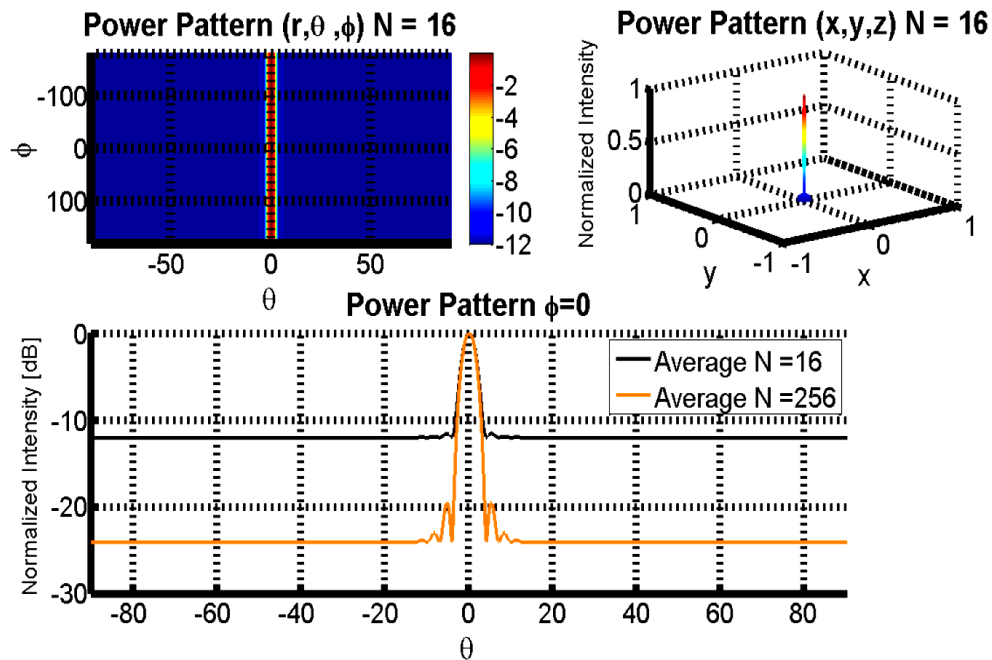 Power Pattern (r,θ ,ϕ) N = 16
-100
0
100
ϕ
-50
0
50
θ
-2
-4
-6
-8
-10
-12
Power Pattern (x,y,z) N = 16
Normalized Intensity
1
0.5
0
1
0
-1
y
-1
0
1
x
Power Pattern ϕ=0
Normalized Intensity [dB]
0
-10
-20
-30
-80
-60
-40
-20
0
20
40
60
80
θ
Average N =16
Average N =256